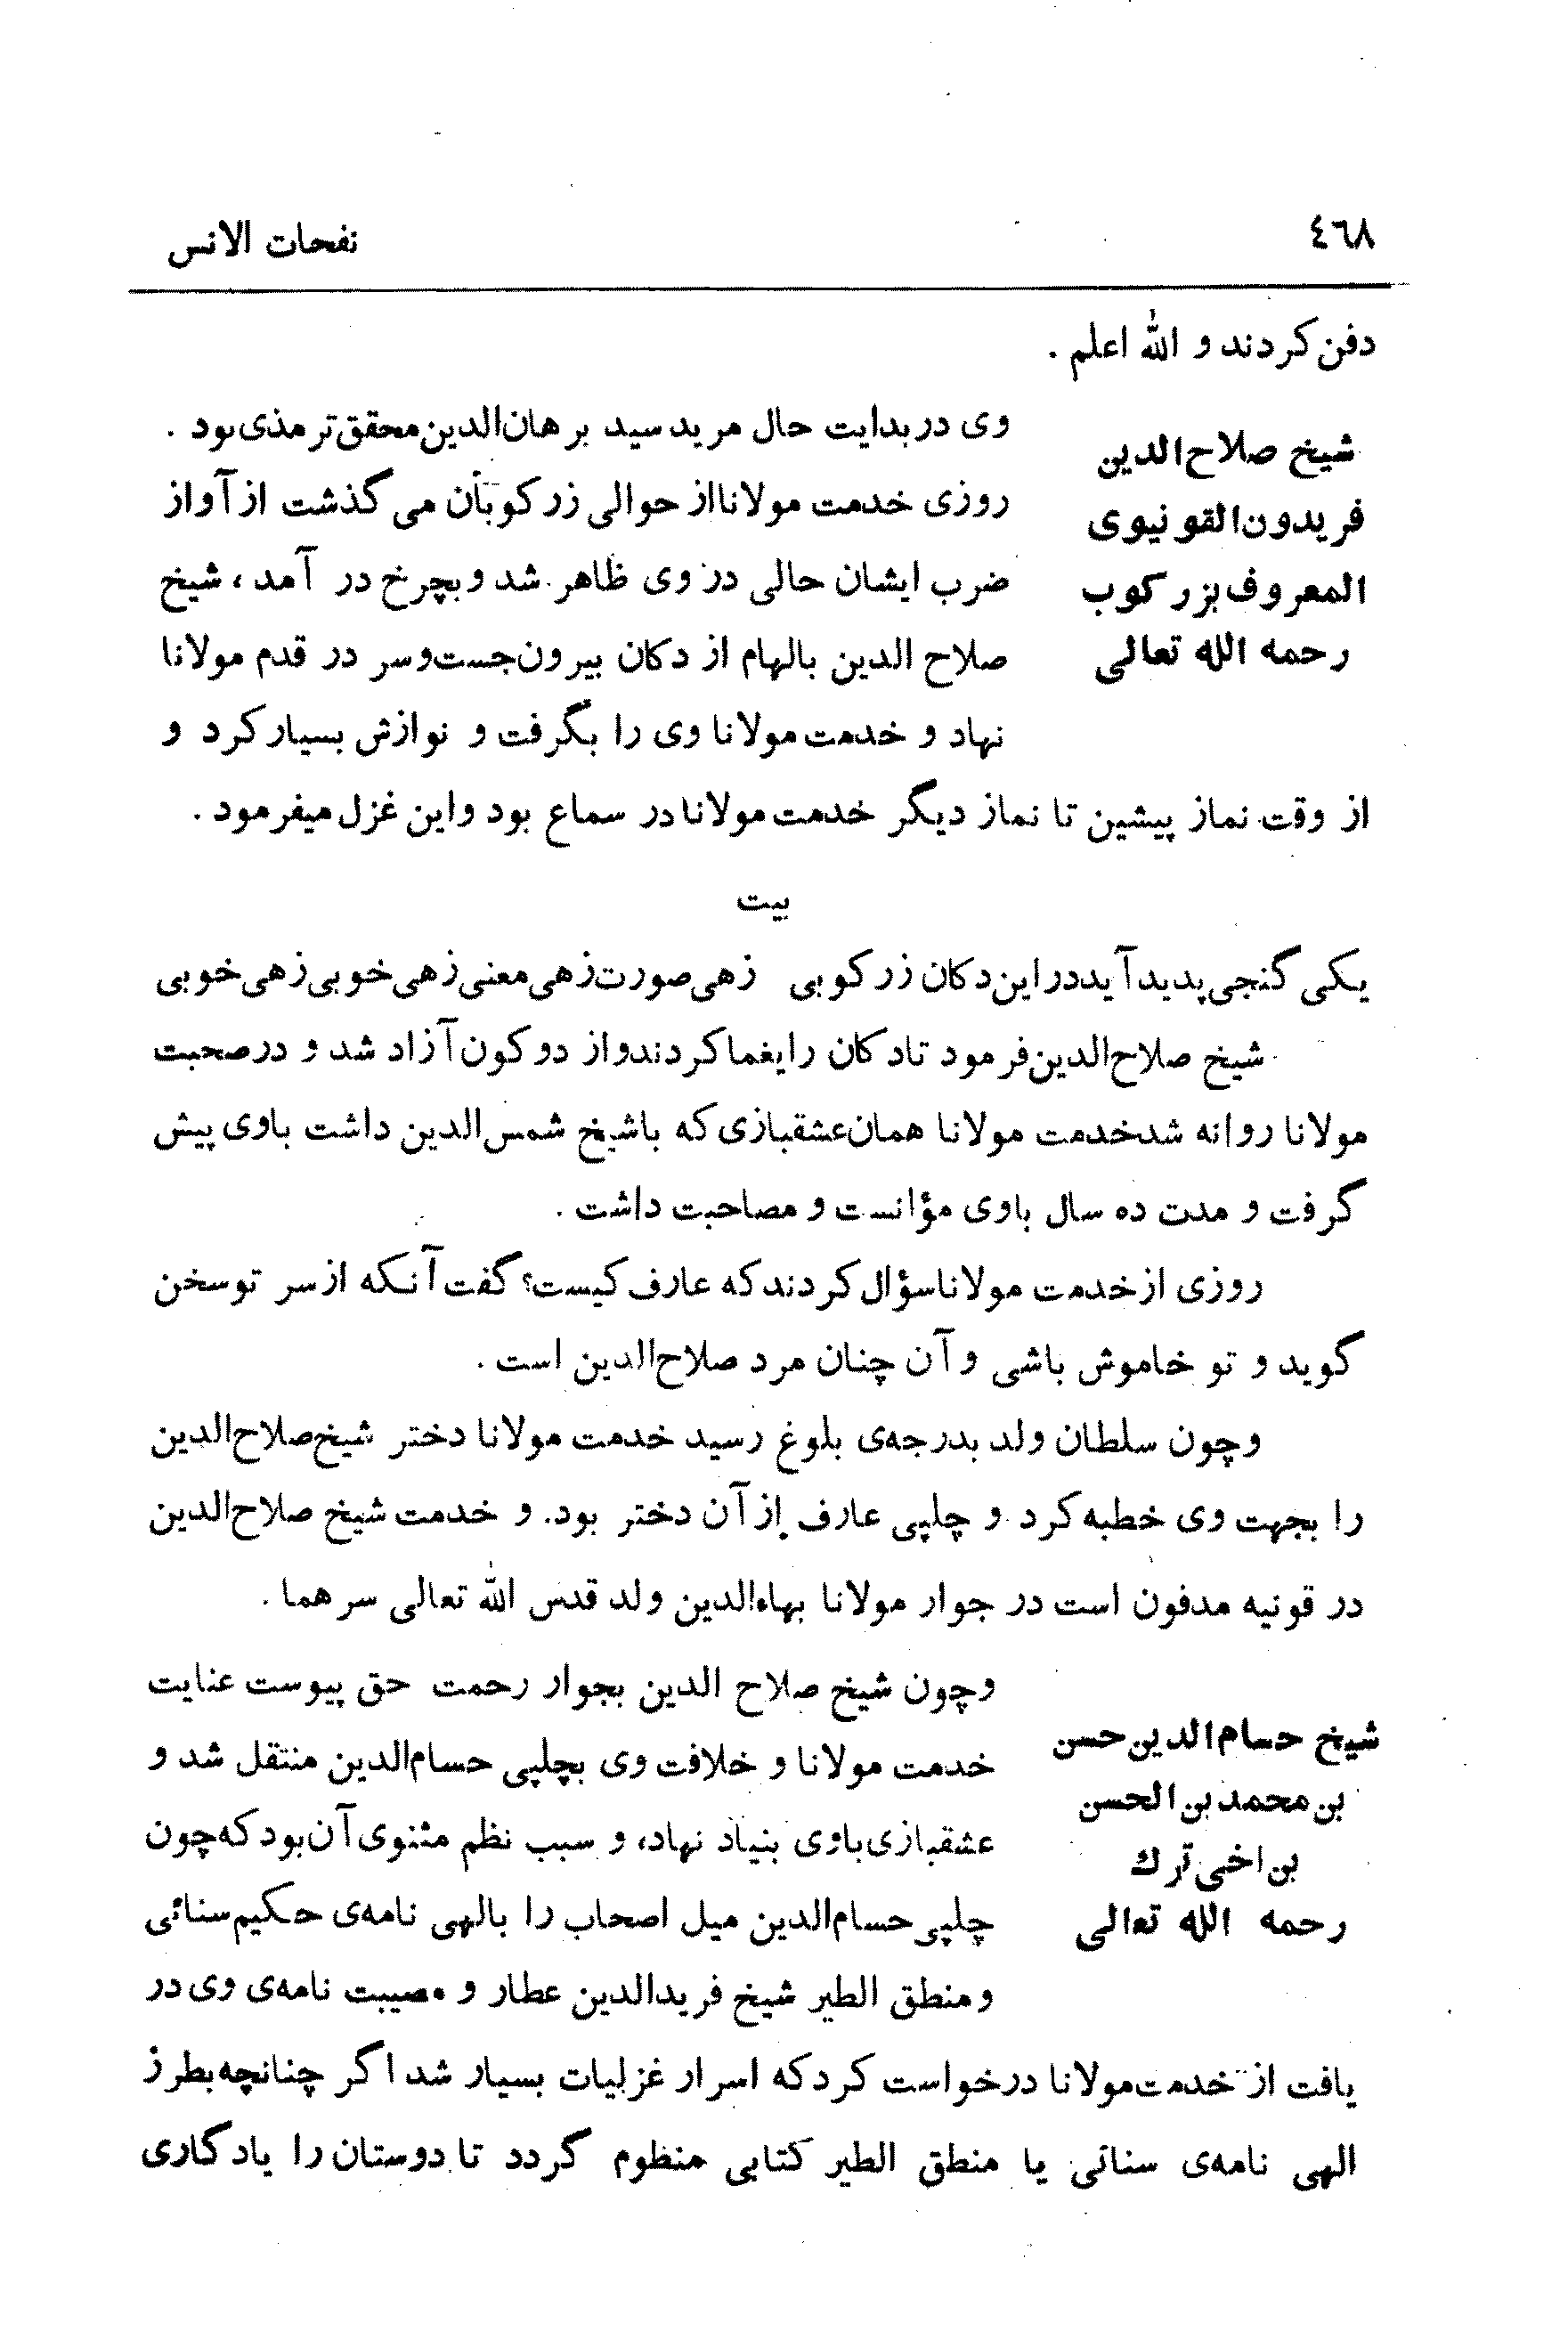 ٤٦٨
نفحات الانس
دفن کردند و الله اعلم .
شیخ صلاح الدین
فریدون القونیوی
المعروف بزرکوب
رحمه الله تعالی
وی در بدایت حال مرید سید برهان الدین محقق ترمذی بود .
روزی خدمت مولانا از حوالی زرکوبان می گذشت از آواز
ضرب ایشان حالی در وی ظاهر شد و بچرخ در آمد ، شیخ
صلاح الدین بالهام از دکان بیرون جست و سر در قدم مولانا
نهاد و خدمت مولانا وی را بگرفت و نوازش بسیار کرد و
از وقت نماز پیشین تا نماز دیگر خدمت مولانا در سماع بود و این غزل میفرمود .
بیت
یکی گنجی پدید آید در این دکان زرکوبی زهی صورت زهی معنی زهی خوبی زهی خوبی
شیخ صلاح الدین فرمود تا دکان را یغما کردند و از دو کون آزاد شد و در صحبت
مولانا روانه شد خدمت مولانا همان عشقبازی که با شیخ شمس الدین داشت با وی پیش
گرفت و مدت ده سال با وی مؤانست و مصاحبت داشت .
روزی از خدمت مولانا سؤال کردند که عارف کیست؟ گفت آنکه از سر تو سخن
گوید و تو خاموش باشی و آن چنان مرد صلاح الدین است .
و چون سلطان ولد بدرجه‌ی بلوغ رسید خدمت مولانا دختر شیخ صلاح الدین
را بجهت وی خطبه کرد و چلپی عارف از آن دختر بود. و خدمت شیخ صلاح الدین
در قونیه مدفون است در جوار مولانا بهاءالدین ولد قدس الله تعالی سرهما .
شیخ حسام الدین حسن
بن محمد بن الحسن
بن اخی ترك
رحمه الله تعالی
و چون شیخ صلاح الدین بجوار رحمت حق پیوست عنایت
خدمت مولانا و خلافت وی بچلپی حسام‌الدین منتقل شد و
عشقبازی باوی بنیاد نهاد، و سبب نظم مثنوی آن بود که چون
چلپی حسام‌الدین میل اصحاب را بالهی نامه‌ی حکیم سنائی
و منطق الطیر شیخ فریدالدین عطار و مصیبت نامه‌ی وی در
یافت از خدمت مولانا درخواست کرد که اسرار غزلیات بسیار شد اگر چنانچه بطرز
الهی نامه‌ی سنائی یا منطق الطیر کتابی منظوم گردد تا دوستان را یادگاری